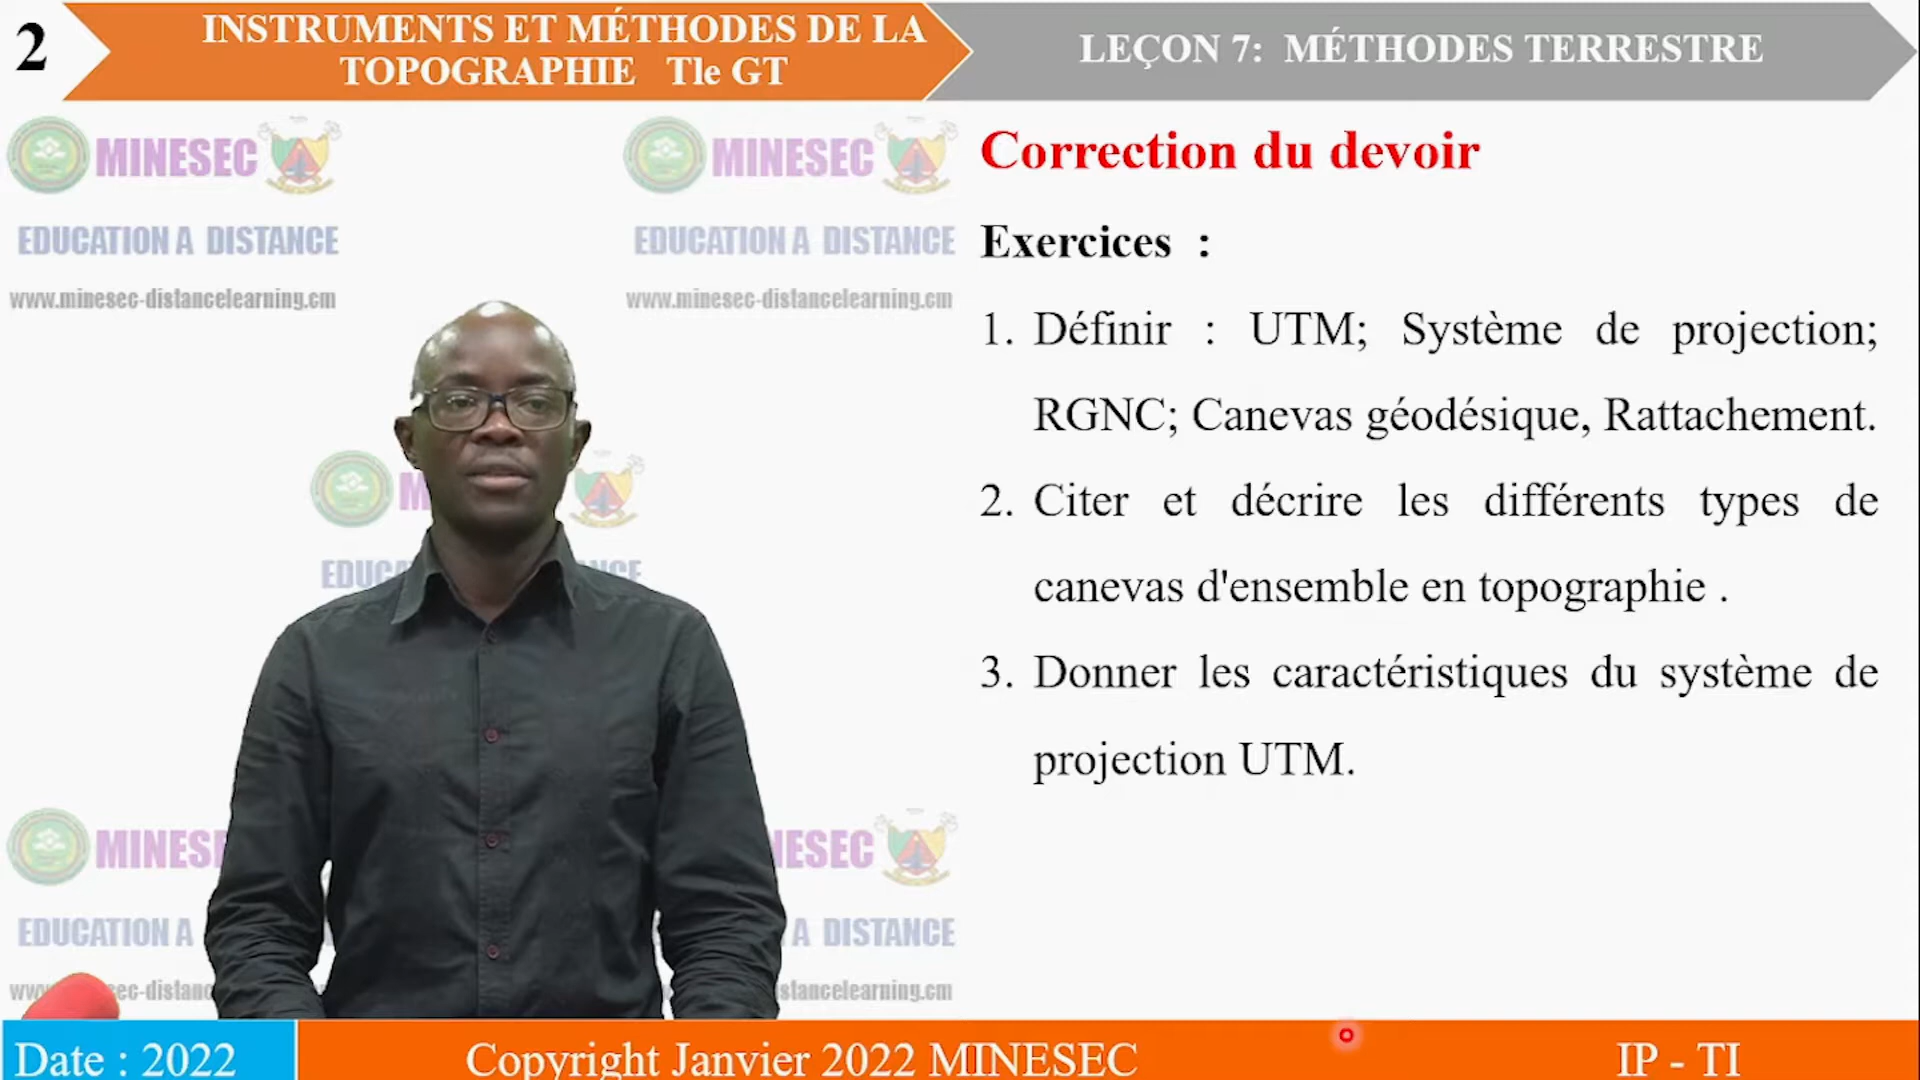 2
INSTRUMENTS ET MÉTHODES DE LA
TOPOGRAPHIE Tle GT
LEÇON 7: MÉTHODES TERRESTRE
MINESEC
EDUCATION A DISTANCE
www.minesec-distancelearning.cm
MINESEC
EDUCATION A DISTANCE
www.minesec-distancelearning.cm
Correction du devoir
Exercices :
1. Définir : UTM; Système de projection;
RGNC; Canevas géodésique, Rattachement.
2. Citer et décrire les différents types de
canevas d'ensemble en topographie .
3. Donner les caractéristiques du système de
projection UTM.
Date : 2022
Copyright Janvier 2022 MINESEC
IP - TI